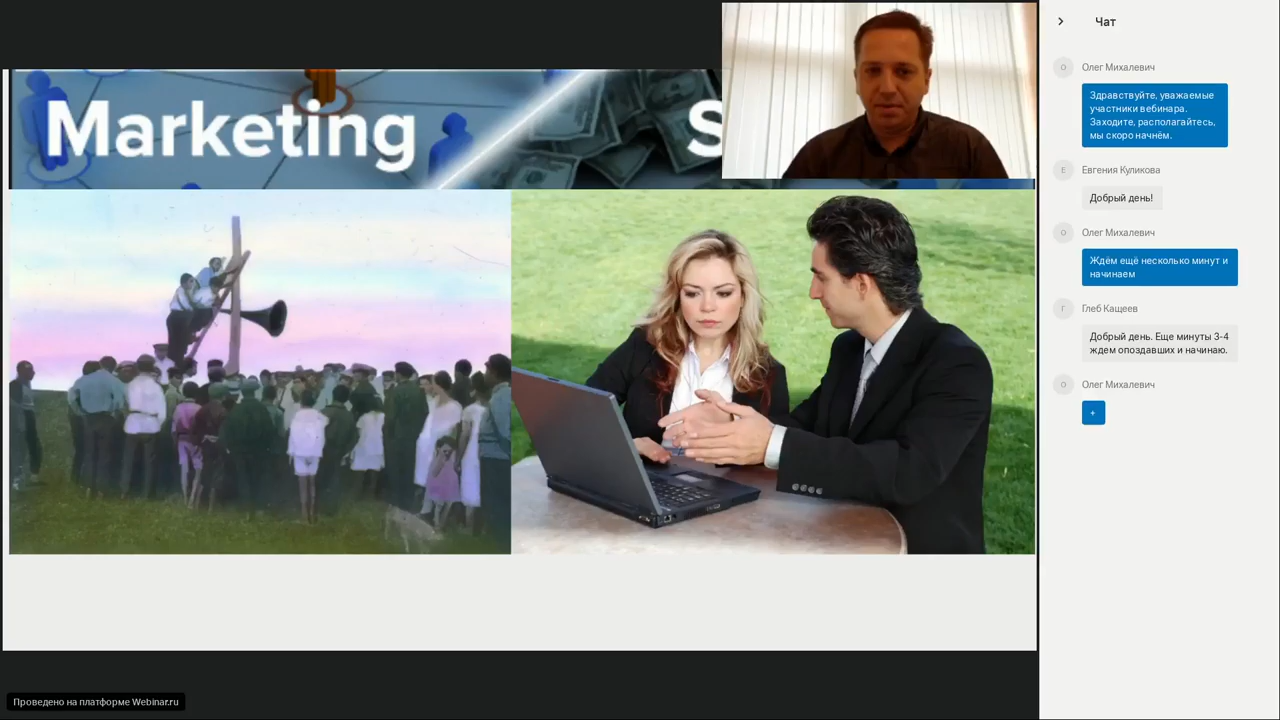 Marketing
S
Чат
Олег Михалевич
Здравствуйте, уважаемые
участники вебинара.
Заходите, располагайтесь,
мы скоро начнём.
Е
Евгения Куликова
Добрый день!
Олег Михалевич
Ждём ещё несколько минут и
начинаем
Г
Глеб Кащеев
Добрый день. Еще минуты 3-4
ждем опоздавших и начинаю.
Олег Михалевич
+
Проведено на платформе Webinar.ru